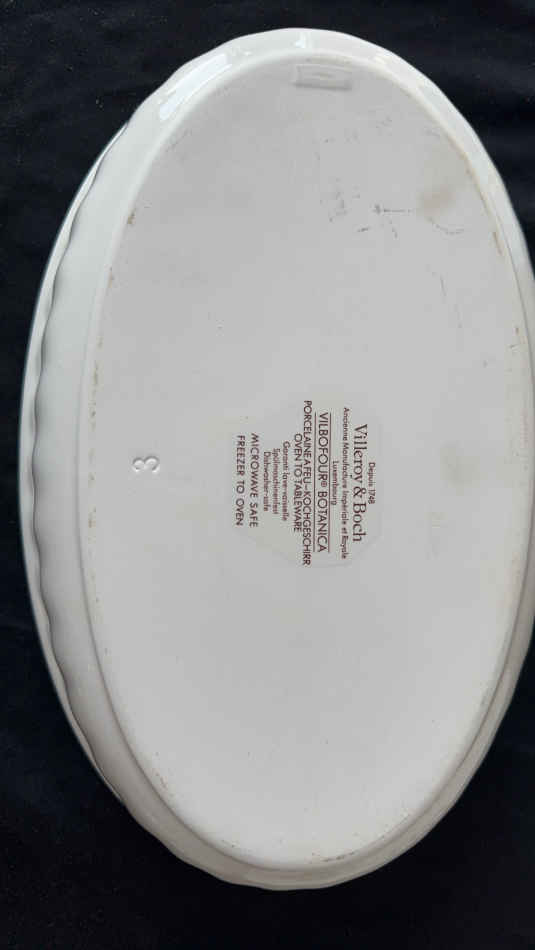 Depuis 1748
Villeroy & Boch
Ancienne Manufacture Impériale et Royale
Luxembourg
VILBOFOUR® BOTANICA
PORCELAINE A FEU–KOCHGESCHIRR
OVEN TO TABLEWARE
Garanti lave-vaisselle
Spülmaschinenfest
Dishwasher-safe
MICROWAVE SAFE
FREEZER TO OVEN
3